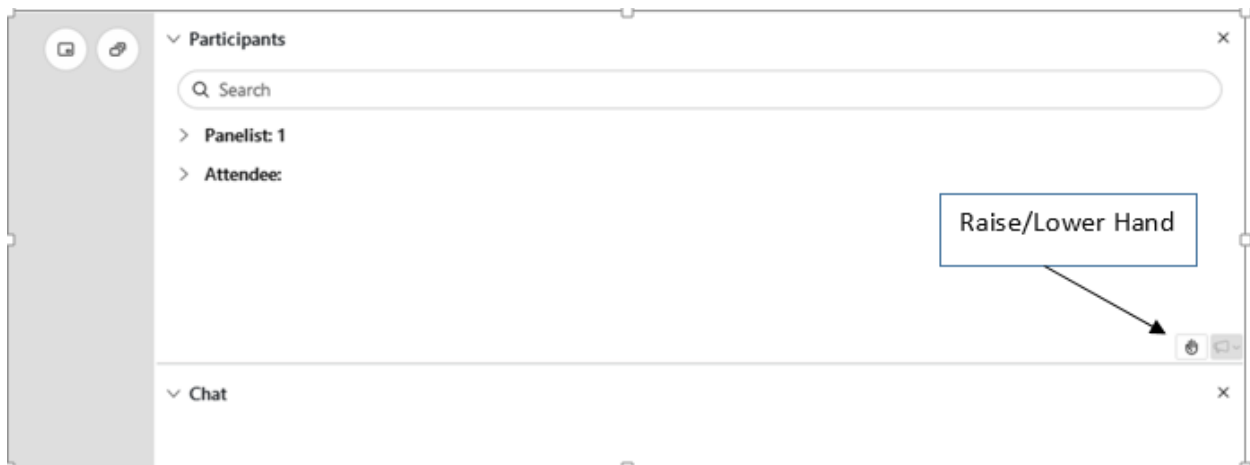 Participants
Search
Panelist: 1
Attendee:
Raise/Lower Hand
Chat